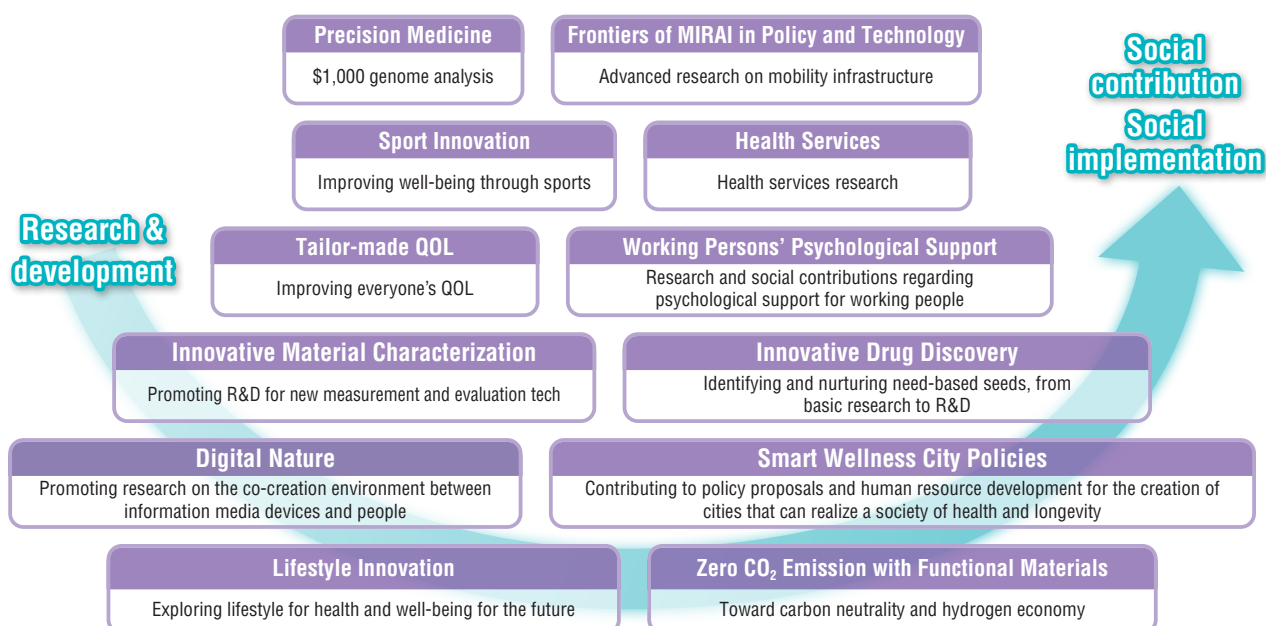 Precision Medicine
$1,000 genome analysis
Frontiers of MIRAI in Policy and Technology
Advanced research on mobility infrastructure
Social
contribution
Social
implementation
Sport Innovation
Improving well-being through sports
Health Services
Health services research
Research &
development
Tailor-made QOL
Improving everyone's QOL
Working Persons' Psychological Support
Research and social contributions regarding
psychological support for working people
Innovative Material Characterization
Promoting R&D for new measurement and evaluation tech
Innovative Drug Discovery
Identifying and nurturing need-based seeds, from
basic research to R&D
Digital Nature
Promoting research on the co-creation environment between
information media devices and people
Smart Wellness City Policies
Contributing to policy proposals and human resource development for the creation of
cities that can realize a society of health and longevity
Lifestyle Innovation
Exploring lifestyle for health and well-being for the future
Zero CO₂ Emission with Functional Materials
Toward carbon neutrality and hydrogen economy